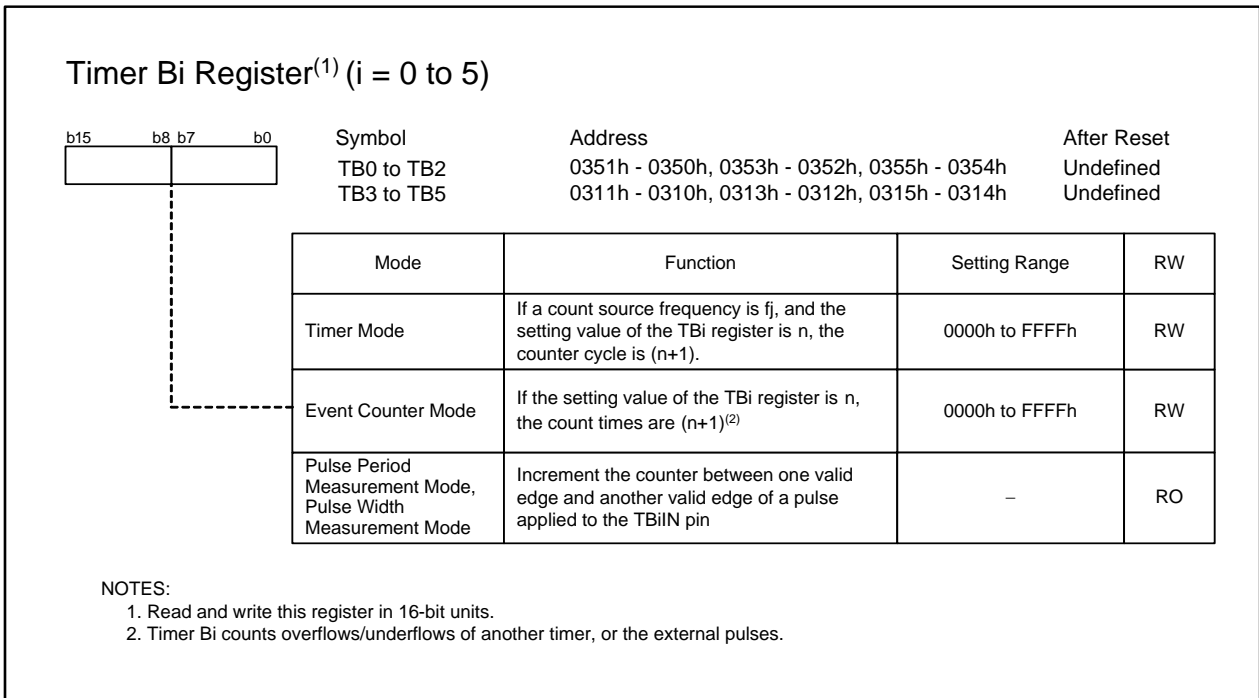 Timer Bi Register(1) (i = 0 to 5)
b15 b8 b7 b0
Symbol Address After Reset
TB0 to TB2 0351h - 0350h, 0353h - 0352h, 0355h - 0354h Undefined
TB3 to TB5 0311h - 0310h, 0313h - 0312h, 0315h - 0314h Undefined
Mode Function Setting Range RW
Timer Mode
If a count source frequency is fj, and the
setting value of the TBi register is n, the
counter cycle is (n+1).
0000h to FFFFh
RW
Event Counter Mode
If the setting value of the TBi register is n,
the count times are (n+1)(2)
0000h to FFFFh
RW
Pulse Period
Measurement Mode,
Pulse Width
Measurement Mode
Increment the counter between one valid
edge and another valid edge of a pulse
applied to the TBiIN pin
–
RO
NOTES:
1. Read and write this register in 16-bit units.
2. Timer Bi counts overflows/underflows of another timer, or the external pulses.